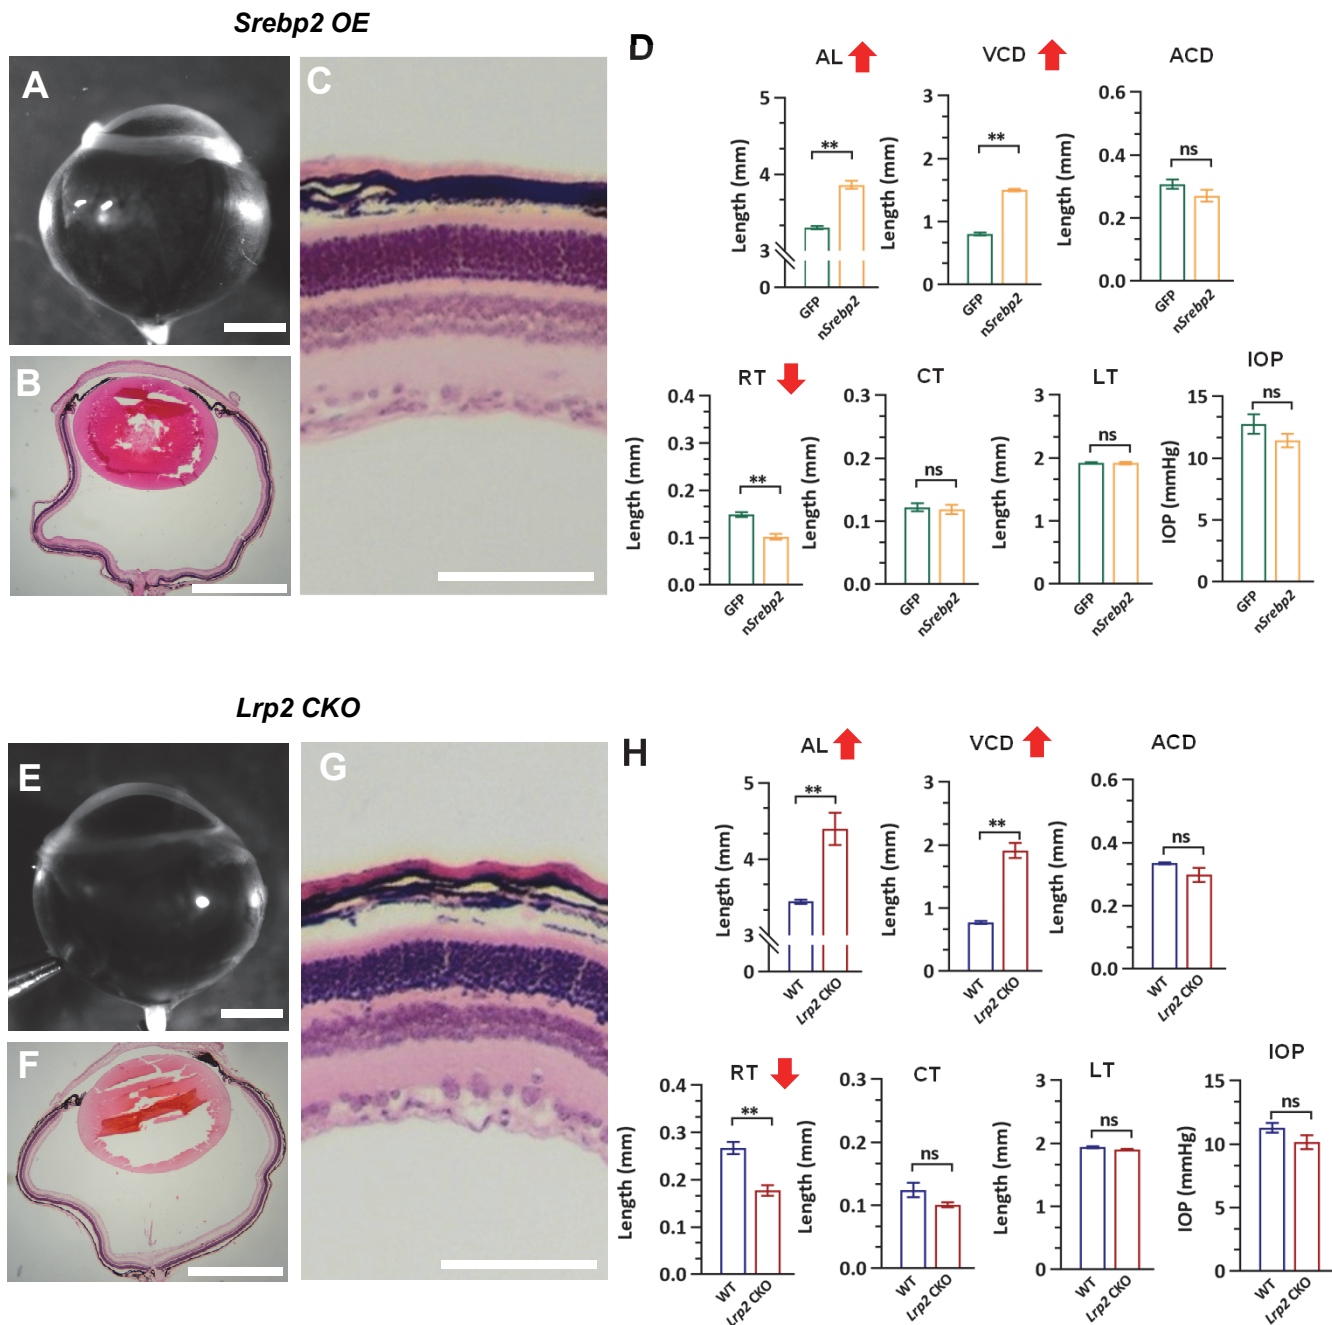 Srebp2 OE
A
B
C
D
AL
Length (mm)
5
4
3
0
**
GFP
nSrebp2
VCD
Length (mm)
3
2
1
0
**
GFP
nSrebp2
ACD
Length (mm)
0.6
0.4
0.2
0.0
ns
GFP
nSrebp2
RT
Length (mm)
0.4
0.3
0.2
0.1
0.0
**
GFP
nSrebp2
CT
Length (mm)
0.3
0.2
0.1
0.0
ns
GFP
nSrebp2
LT
Length (mm)
3
2
1
0
ns
GFP
nSrebp2
IOP
IOP (mmHg)
15
10
5
0
ns
GFP
nSrebp2
Lrp2 CKO
E
F
G
H
AL
Length (mm)
5
4
3
0
**
WT
Lrp2 CKO
VCD
Length (mm)
3
2
1
0
**
WT
Lrp2 CKO
ACD
Length (mm)
0.6
0.4
0.2
0.0
ns
WT
Lrp2 CKO
RT
Length (mm)
0.4
0.3
0.2
0.1
0.0
**
WT
Lrp2 CKO
CT
Length (mm)
0.3
0.2
0.1
0.0
ns
WT
Lrp2 CKO
LT
Length (mm)
3
2
1
0
ns
WT
Lrp2 CKO
IOP
IOP (mmHg)
15
10
5
0
ns
WT
Lrp2 CKO